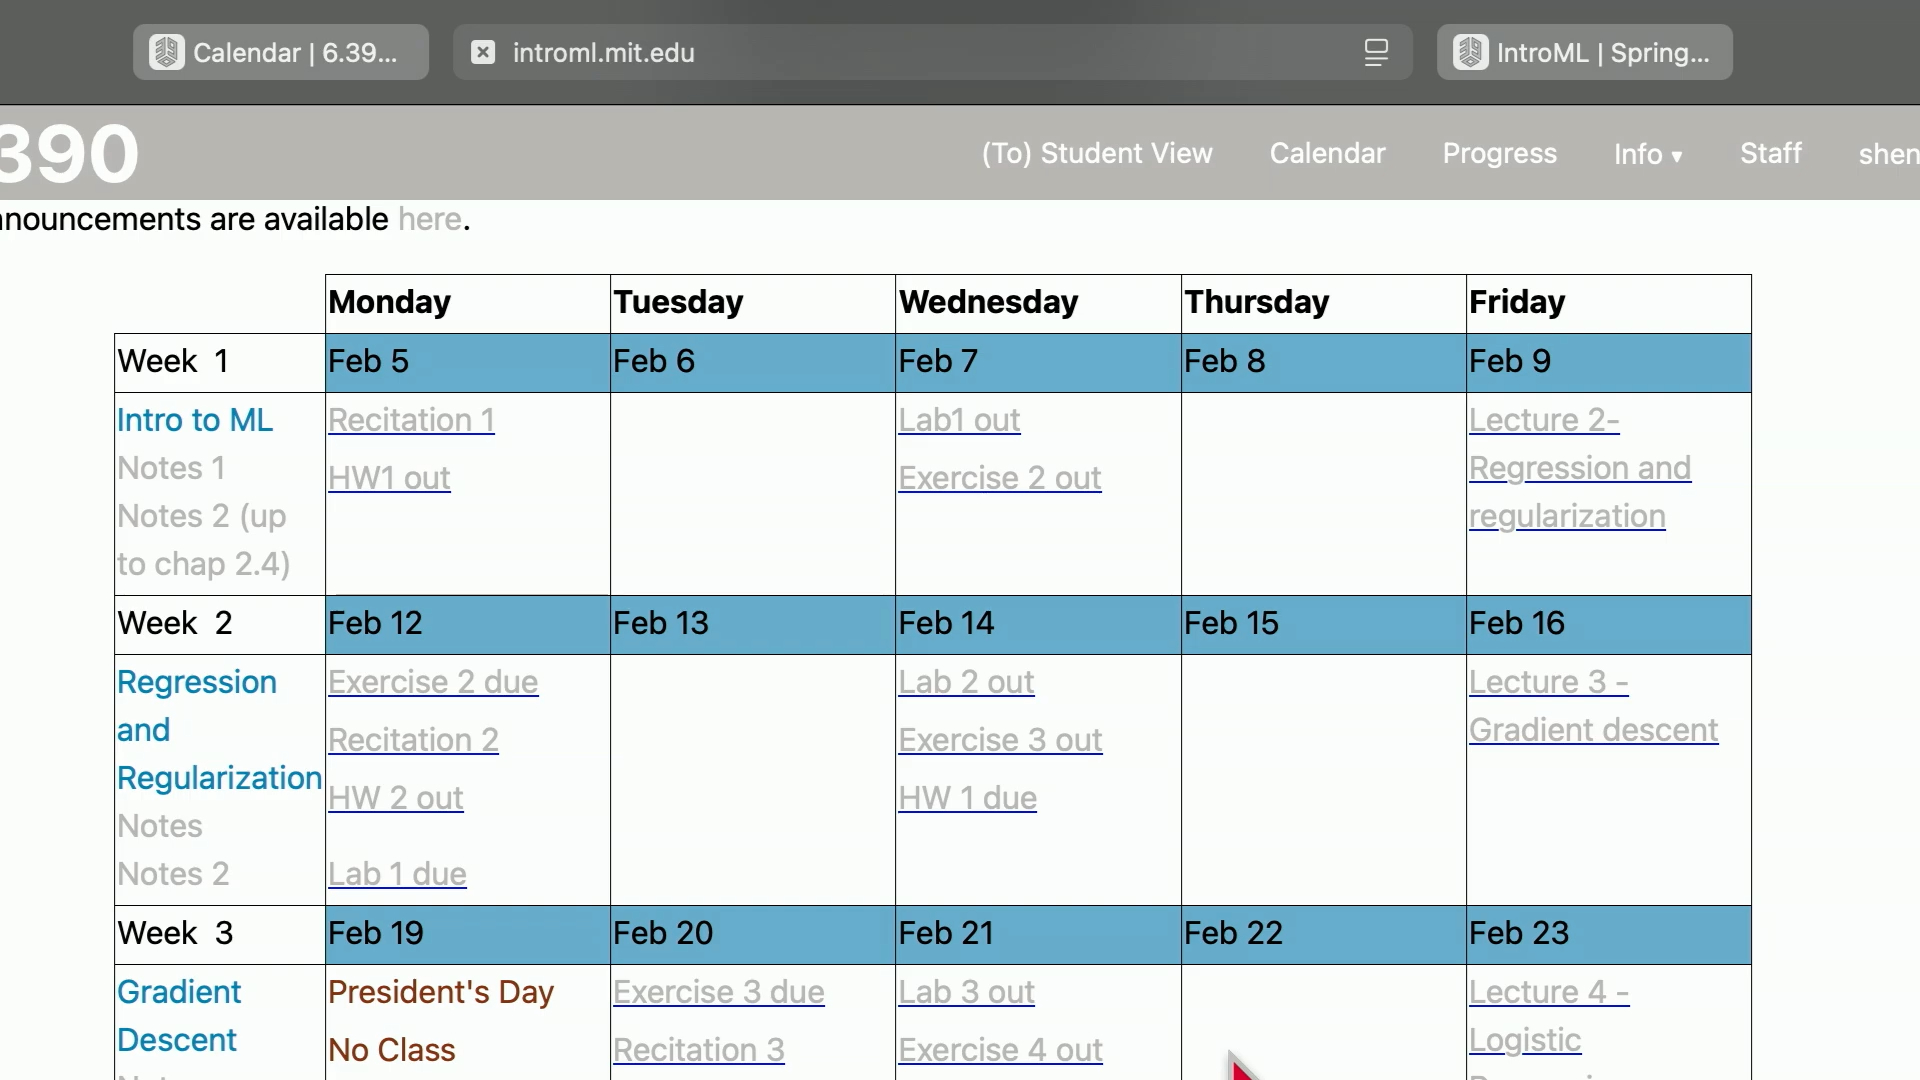 Calendar | 6.39...
introml.mit.edu
IntroML | Spring...
390
(To) Student View
Calendar
Progress
Info ▾
Staff
shen
nnouncements are available here.
Monday
Tuesday
Wednesday
Thursday
Friday
Week 1
Feb 5
Feb 6
Feb 7
Feb 8
Feb 9
Intro to ML
Notes 1
Notes 2 (up
to chap 2.4)
Recitation 1
HW1 out
Lab1 out
Exercise 2 out
Lecture 2-
Regression and
regularization
Week 2
Feb 12
Feb 13
Feb 14
Feb 15
Feb 16
Regression
and
Regularization
Notes
Notes 2
Exercise 2 due
Recitation 2
HW 2 out
Lab 1 due
Lab 2 out
Exercise 3 out
HW 1 due
Lecture 3 -
Gradient descent
Week 3
Feb 19
Feb 20
Feb 21
Feb 22
Feb 23
Gradient
Descent
President's Day
No Class
Exercise 3 due
Recitation 3
Lab 3 out
Exercise 4 out
Lecture 4 -
Logistic